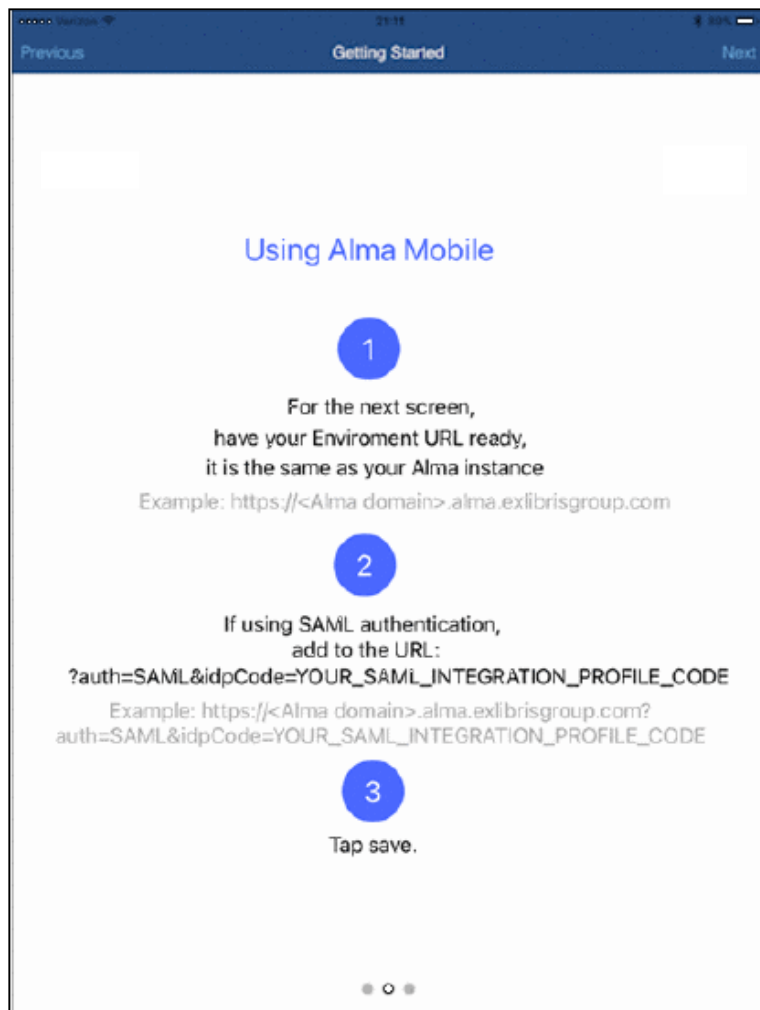 Verizon 21:11
Previous Getting Started Next
Using Alma Mobile
1
For the next screen,
have your Enviroment URL ready,
it is the same as your Alma instance
Example: https://<Alma domain>.alma.exlibrisgroup.com
2
If using SAML authentication,
add to the URL:
?auth=SAML&idpCode=YOUR_SAML_INTEGRATION_PROFILE_CODE
Example: https://<Alma domain>.alma.exlibrisgroup.com?
auth=SAML&idpCode=YOUR_SAML_INTEGRATION_PROFILE_CODE
3
Tap save.